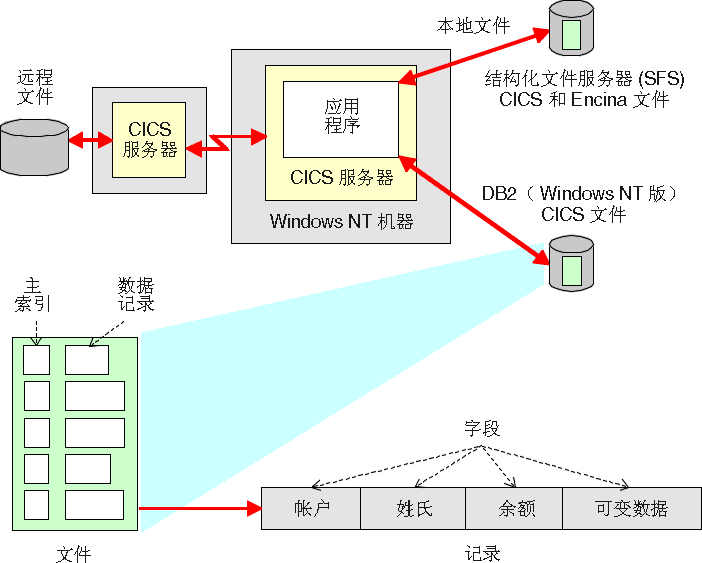 本地文件
远程
文件
CICS
服务器
应用
程序
CICS 服务器
Windows NT 机器
结构化文件服务器 (SFS)
CICS 和 Encina 文件
DB2（ Windows NT 版）
CICS 文件
主
索引
数据
记录
字段
帐户
姓氏
余额
可变数据
文件
记录